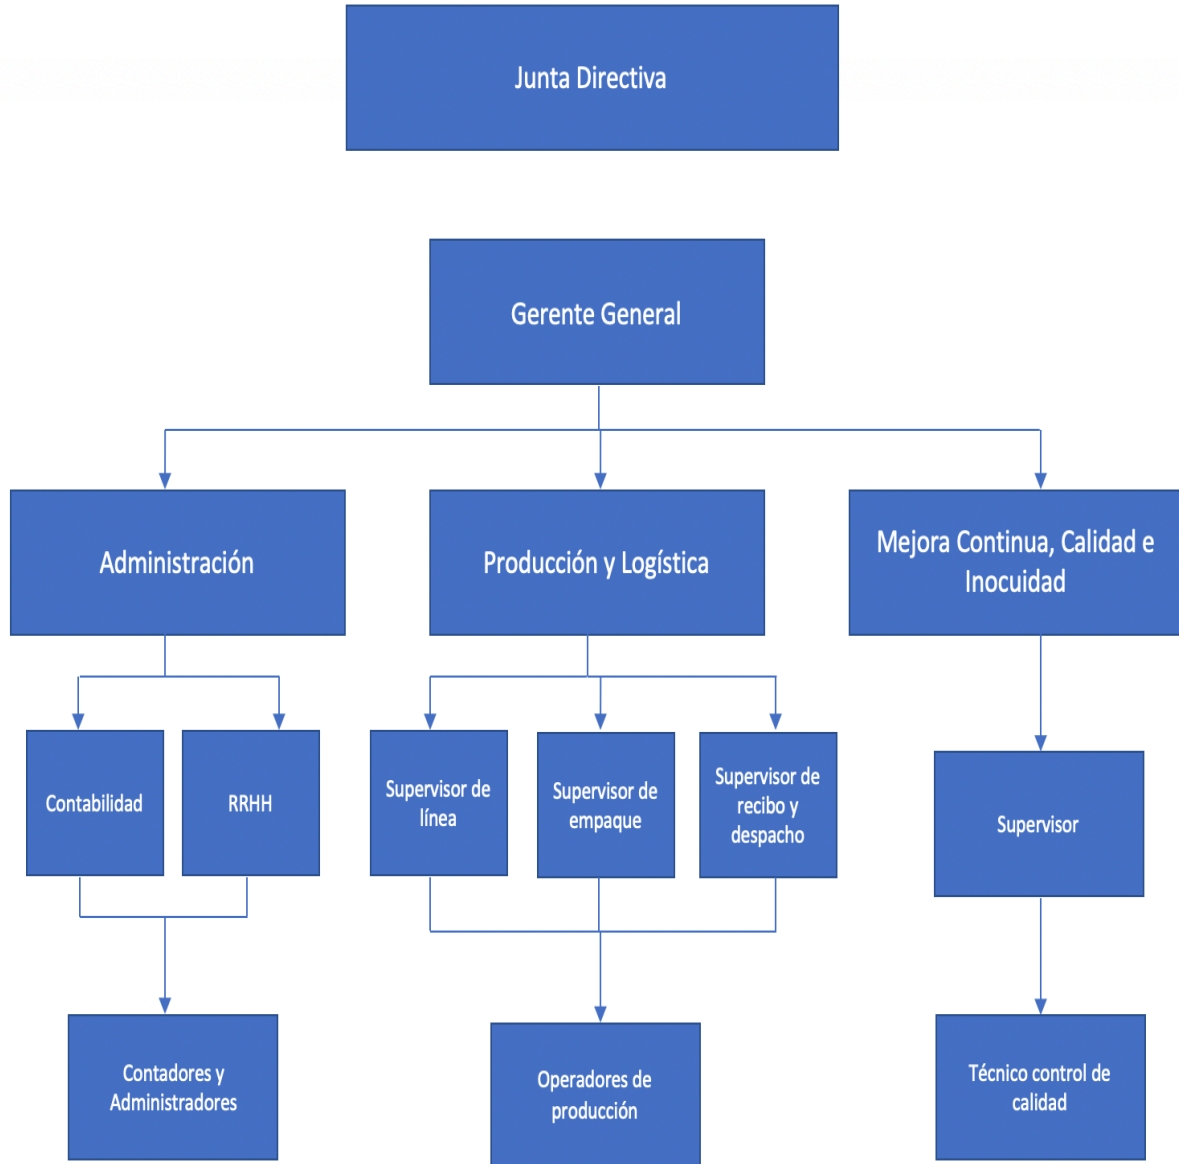 Junta Directiva
Gerente General
Administración
Producción y Logística
Mejora Continua, Calidad e
Inocuidad
Contabilidad
RRHH
Supervisor de
línea
Supervisor de
empaque
Supervisor de
recibo y
despacho
Supervisor
Contadores y
Administradores
Operadores de
producción
Técnico control de
calidad